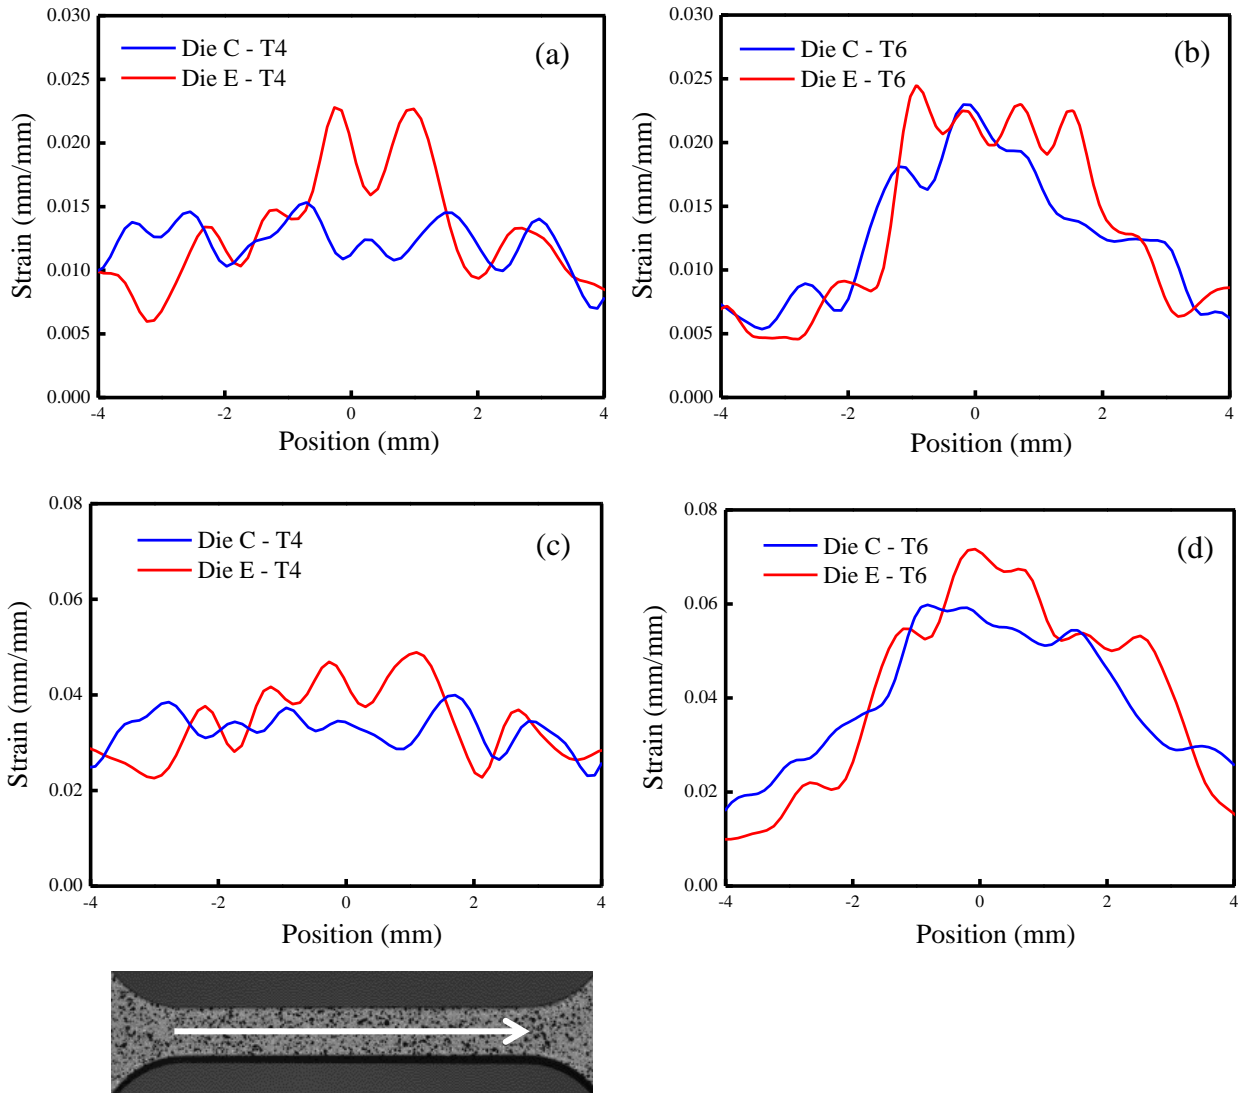 0.030
0.025
0.020
0.015
0.010
0.005
0.000
Strain (mm/mm)
Die C - T4
Die E - T4
(a)
-4 -2 0 2 4
Position (mm)
0.030
0.025
0.020
0.015
0.010
0.005
0.000
Strain (mm/mm)
Die C - T6
Die E - T6
(b)
-4 -2 0 2 4
Position (mm)
0.08
0.06
0.04
0.02
0.00
Strain (mm/mm)
Die C - T4
Die E - T4
(c)
-4 -2 0 2 4
Position (mm)
0.08
0.06
0.04
0.02
0.00
Strain (mm/mm)
Die C - T6
Die E - T6
(d)
-4 -2 0 2 4
Position (mm)